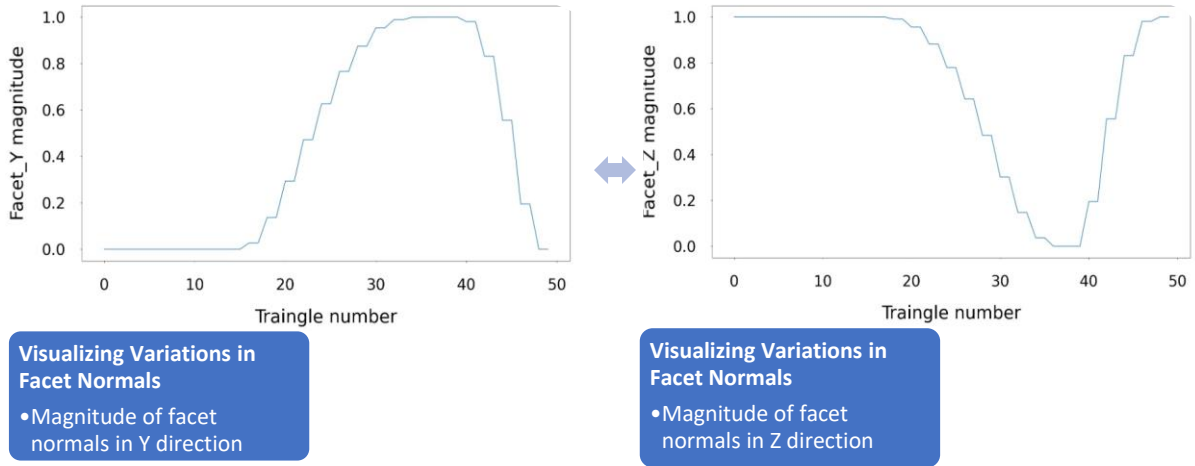 1.0
0.8
0.6
0.4
0.2
0.0
Facet_Y magnitude
0 10 20 30 40 50
Traingle number
Visualizing Variations in
Facet Normals
•Magnitude of facet
normals in Y direction
1.0
0.8
0.6
0.4
0.2
0.0
Facet_Z magnitude
0 10 20 30 40 50
Traingle number
Visualizing Variations in
Facet Normals
•Magnitude of facet
normals in Z direction